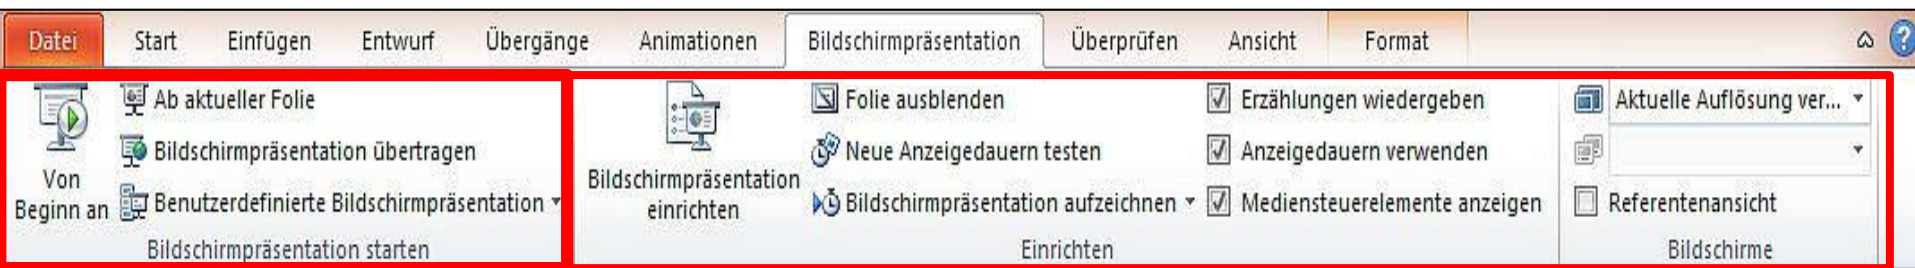 Datei Start Einfügen Entwurf Übergänge Animationen Bildschirmpräsentation Überprüfen Ansicht Format
Von
Beginn an
Ab aktueller Folie
Bildschirmpräsentation übertragen
Benutzerdefinierte Bildschirmpräsentation
Bildschirmpräsentation starten
Bildschirmpräsentation
einrichten
Folie ausblenden
Neue Anzeigedauern testen
Bildschirmpräsentation aufzeichnen
Erzählungen wiedergeben
Anzeigedauern verwenden
Mediensteuerelemente anzeigen
Einrichten
Aktuelle Auflösung ver...
Referentenansicht
Bildschirme